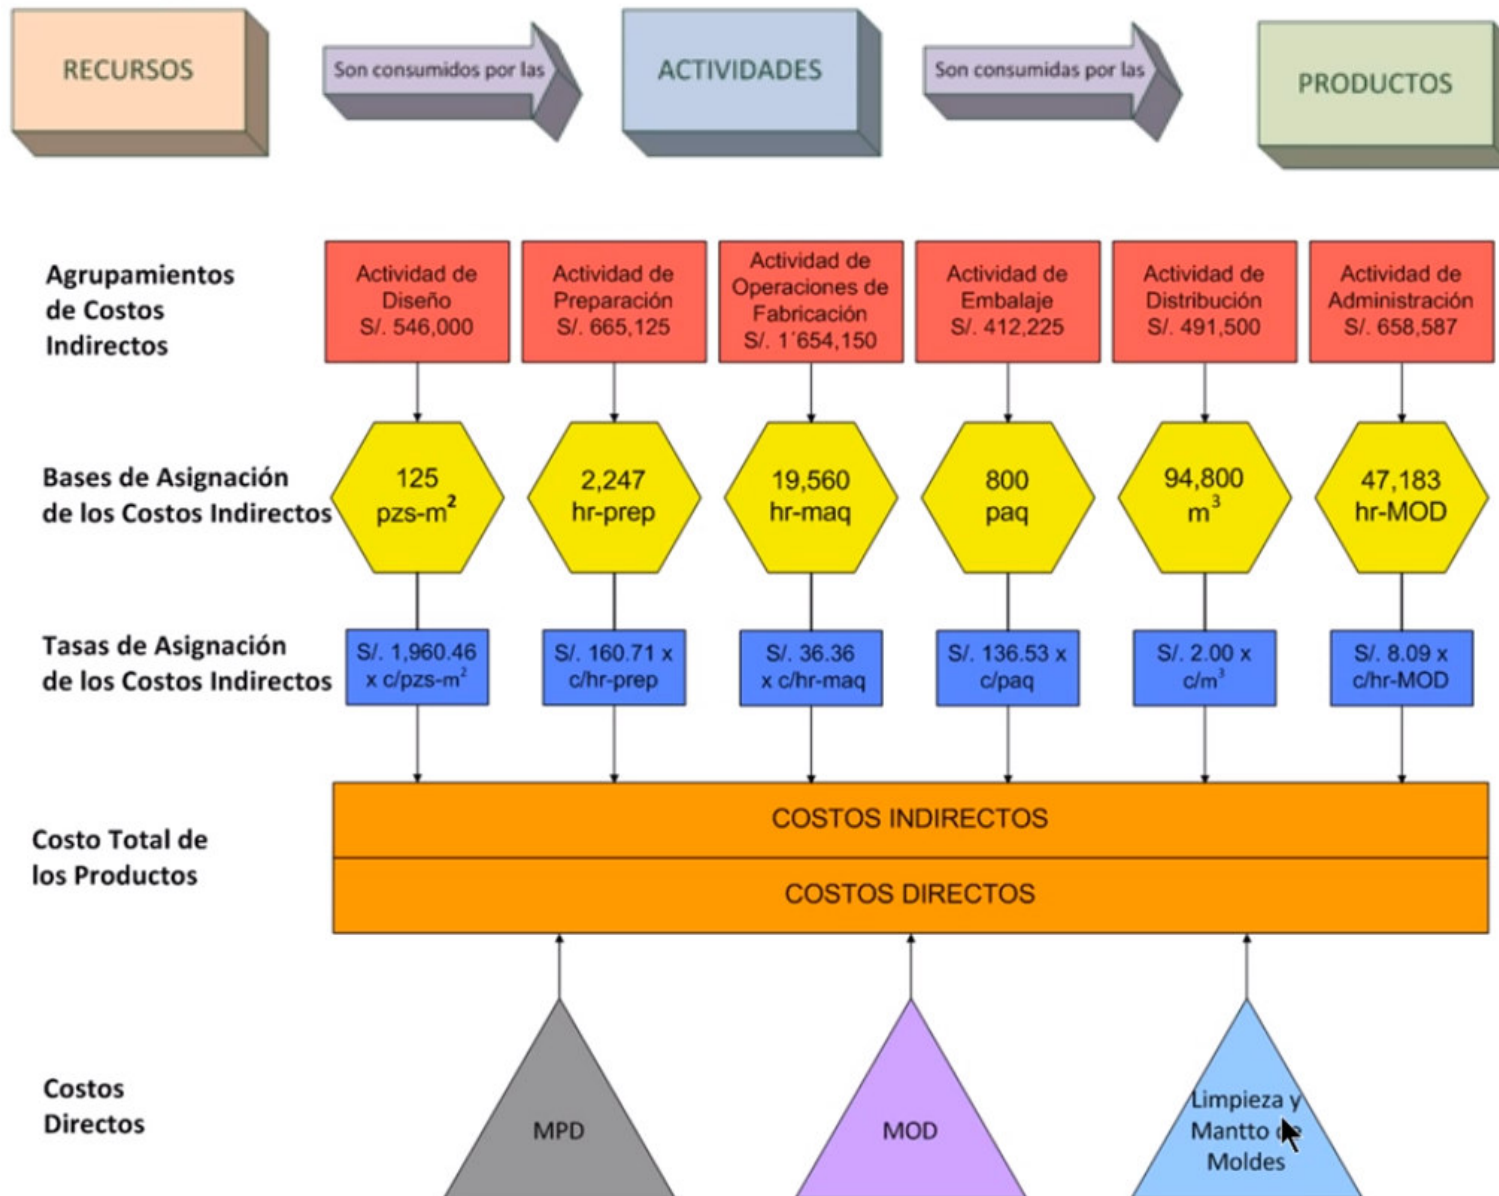 RECURSOS
Son consumidos por las
ACTIVIDADES
Son consumidas por las
PRODUCTOS
Agrupamientos
de Costos
Indirectos
Actividad de
Diseño
S/. 546,000
Actividad de
Preparación
S/. 665,125
Actividad de
Operaciones de
Fabricación
S/. 1´654,150
Actividad de
Embalaje
S/. 412,225
Actividad de
Distribución
S/. 491,500
Actividad de
Administración
S/. 658,587
Bases de Asignación
de los Costos Indirectos
125
pzs-m²
2,247
hr-prep
19,560
hr-maq
800
paq
94,800
m³
47,183
hr-MOD
Tasas de Asignación
de los Costos Indirectos
S/. 1,960.46
x c/pzs-m²
S/. 160.71 x
c/hr-prep
S/. 36.36
x c/hr-maq
S/. 136.53 x
c/paq
S/. 2.00 x
c/m³
S/. 8.09 x
c/hr-MOD
Costo Total de
los Productos
COSTOS INDIRECTOS
COSTOS DIRECTOS
Costos
Directos
MPD
MOD
Limpieza y
Mantto de
Moldes